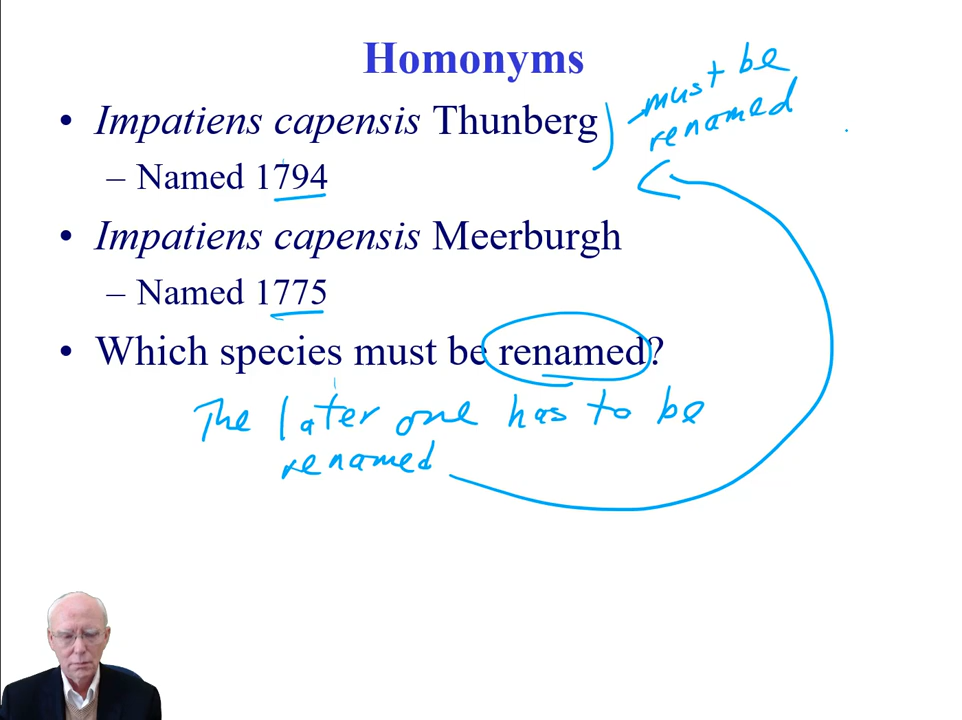 Homonyms
• Impatiens capensis Thunberg
must be
renamed
– Named 1794
• Impatiens capensis Meerburgh
– Named 1775
• Which species must be renamed?
The later one has to be
renamed